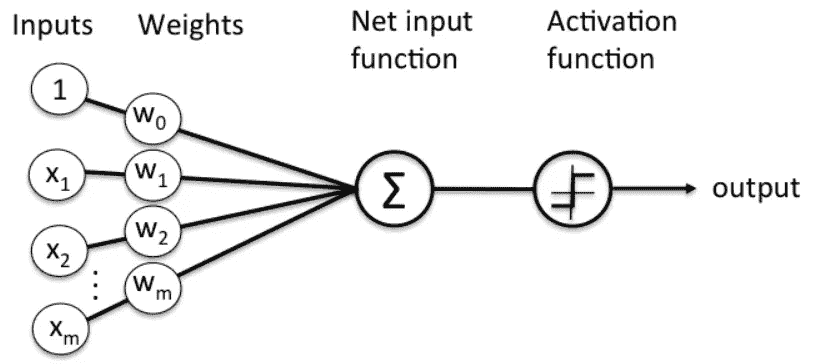 Inputs Weights Net input function Activation function
1 w₀
x₁ w₁
x₂ w₂
⋮
xₘ wₘ
Σ
output